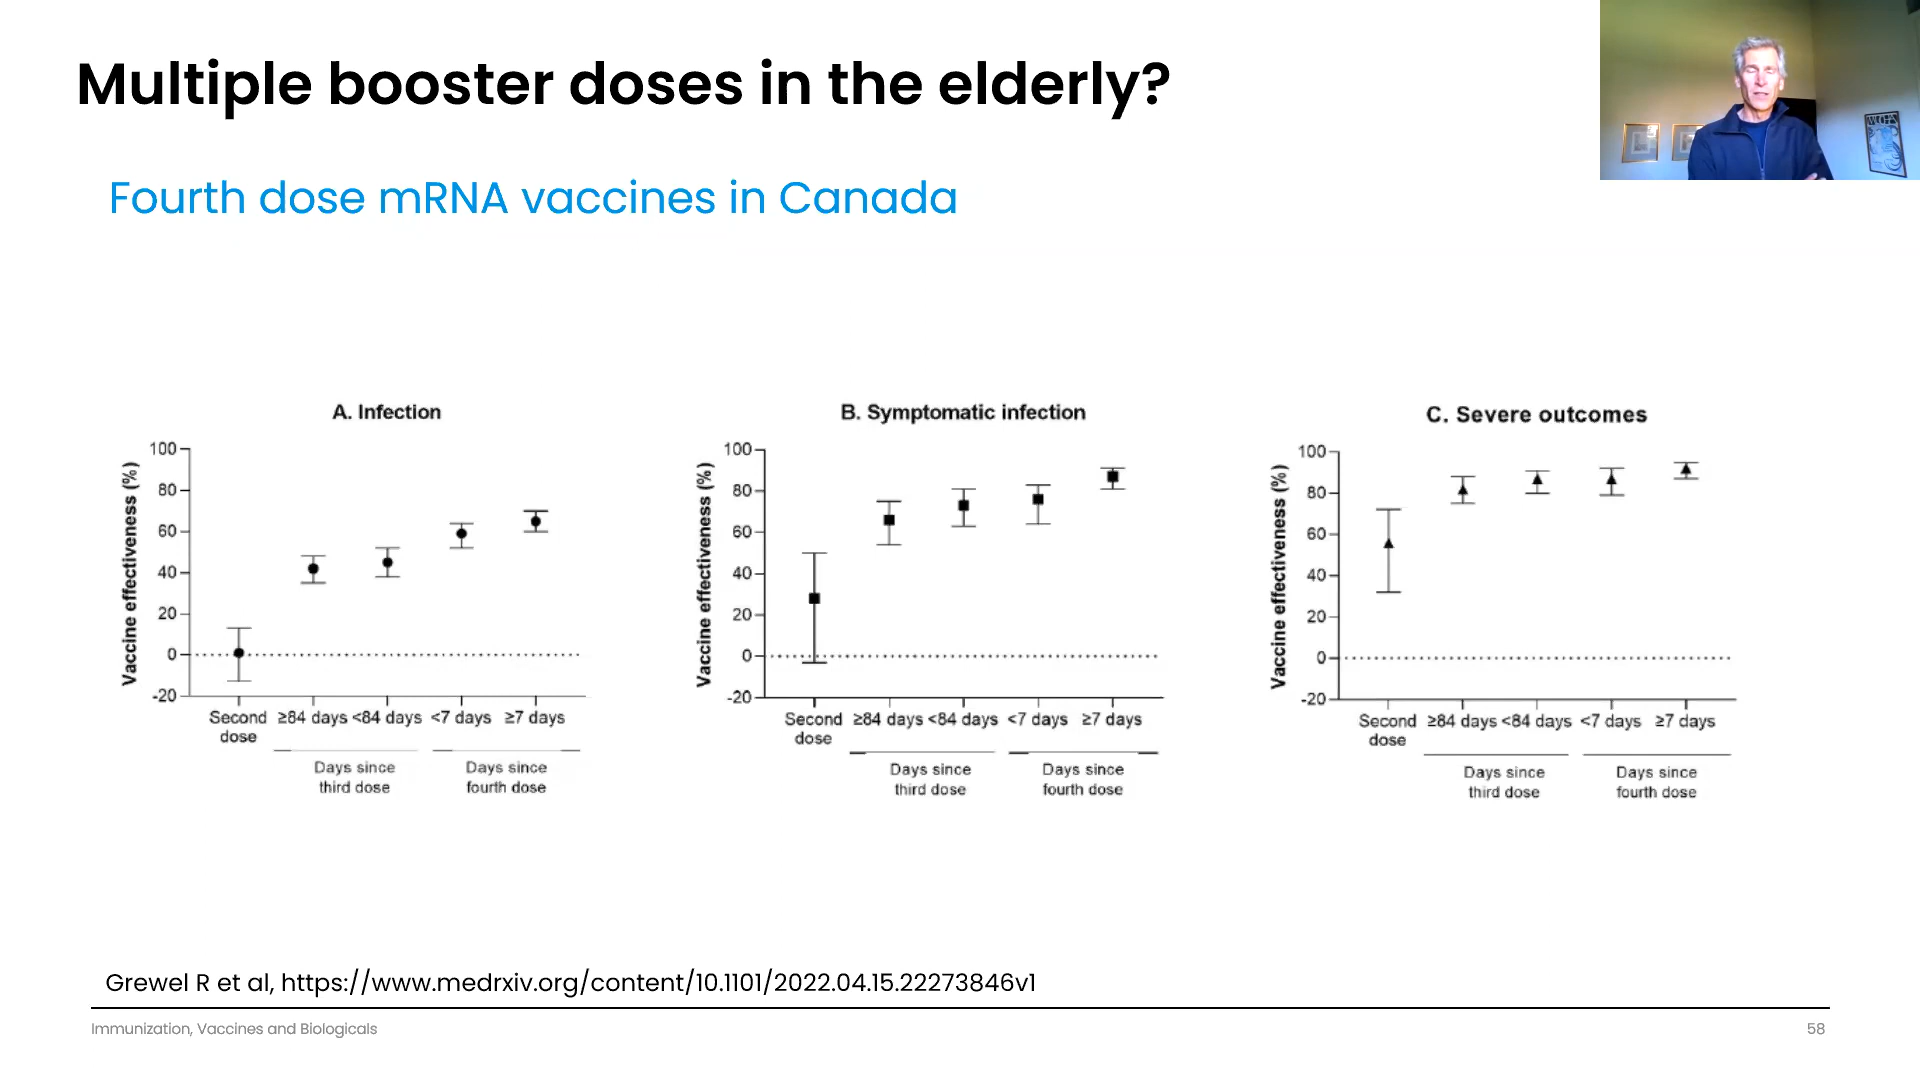 Multiple booster doses in the elderly?
MUCHA
Fourth dose mRNA vaccines in Canada
A. Infection
Vaccine effectiveness (%)
100
80
60
40
20
0
-20
Second dose
≥84 days <84 days <7 days ≥7 days
Days since third dose
Days since fourth dose
B. Symptomatic infection
Vaccine effectiveness (%)
100
80
60
40
20
0
-20
Second dose
≥84 days <84 days <7 days ≥7 days
Days since third dose
Days since fourth dose
C. Severe outcomes
Vaccine effectiveness (%)
100
80
60
40
20
0
-20
Second dose
≥84 days <84 days <7 days ≥7 days
Days since third dose
Days since fourth dose
Grewel R et al, https://www.medrxiv.org/content/10.1101/2022.04.15.22273846v1
Immunization, Vaccines and Biologicals
58